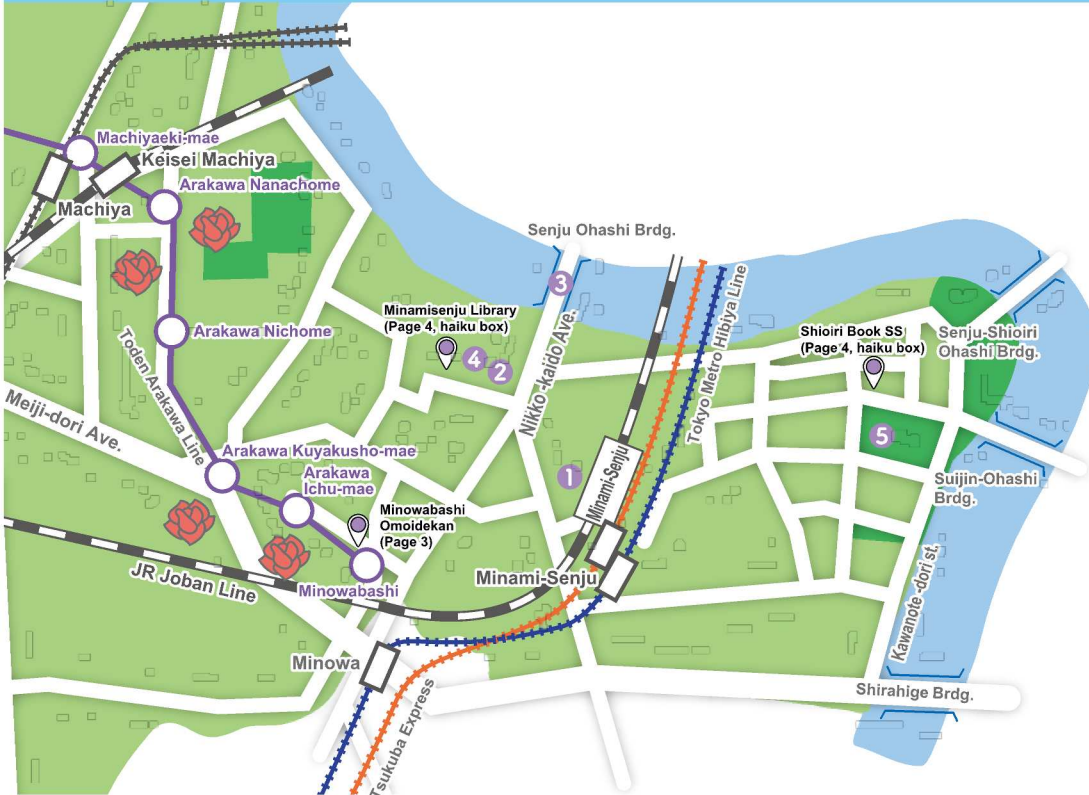 Machiyaeki-mae
Keisei Machiya
Arakawa Nanachome
Machiya
Senju Ohashi Brdg.
3
Minamisenju Library
(Page 4, haiku box)
4
2
Arakawa Nichome
Toden Arakawa Line
Nikko -kaido Ave.
Tokyo Metro Hibiya Line
Shioiri Book SS
(Page 4, haiku box)
Senju-Shioiri
Ohashi Brdg.
Meiji-dori Ave.
Arakawa Kuyakusho-mae
Arakawa
Ichu-mae
1
Minami-Senju
5
Suijin-Ohashi
Brdg.
Minowabashi
Omoidekan
(Page 3)
JR Joban Line
Minowabashi
Minami-Senju
Kawanote -dori st.
Minowa
Shirahige Brdg.
Tsukuba Express